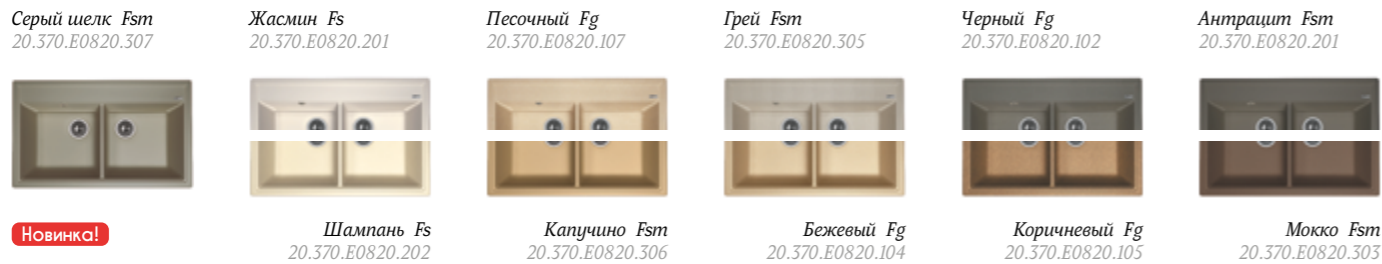 Серый шелк Fsm
20.370.E0820.307
Жасмин Fs
20.370.E0820.201
Песочный Fg
20.370.E0820.107
Грей Fsm
20.370.E0820.305
Черный Fg
20.370.E0820.102
Антрацит Fsm
20.370.E0820.201
Новинка!
Шампань Fs
20.370.E0820.202
Капучино Fsm
20.370.E0820.306
Бежевый Fg
20.370.E0820.104
Коричневый Fg
20.370.E0820.105
Мокко Fsm
20.370.E0820.303